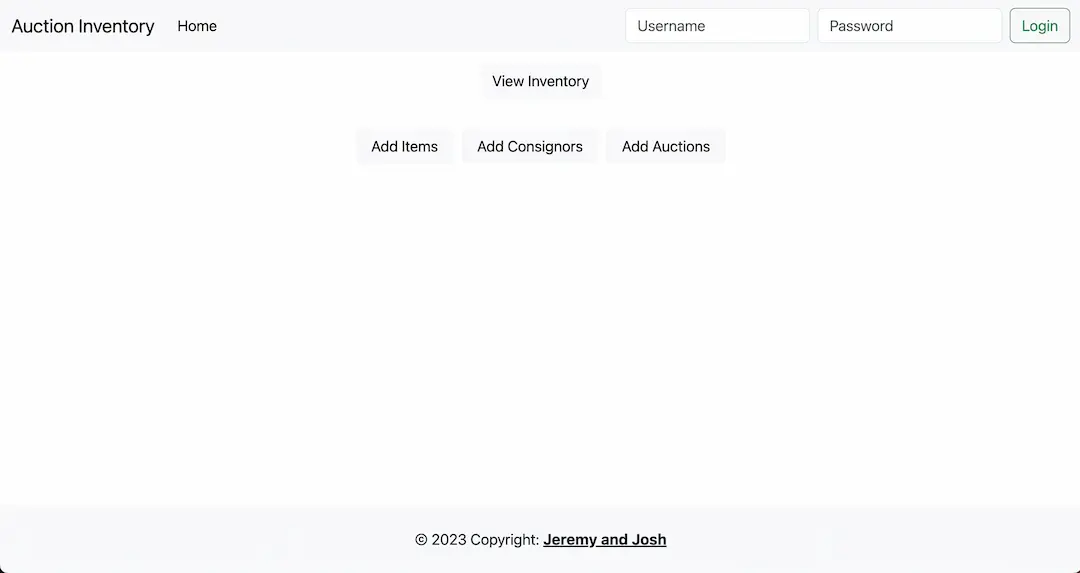 Auction Inventory Home Username Password Login
View Inventory
Add Items Add Consignors Add Auctions
© 2023 Copyright: Jeremy and Josh